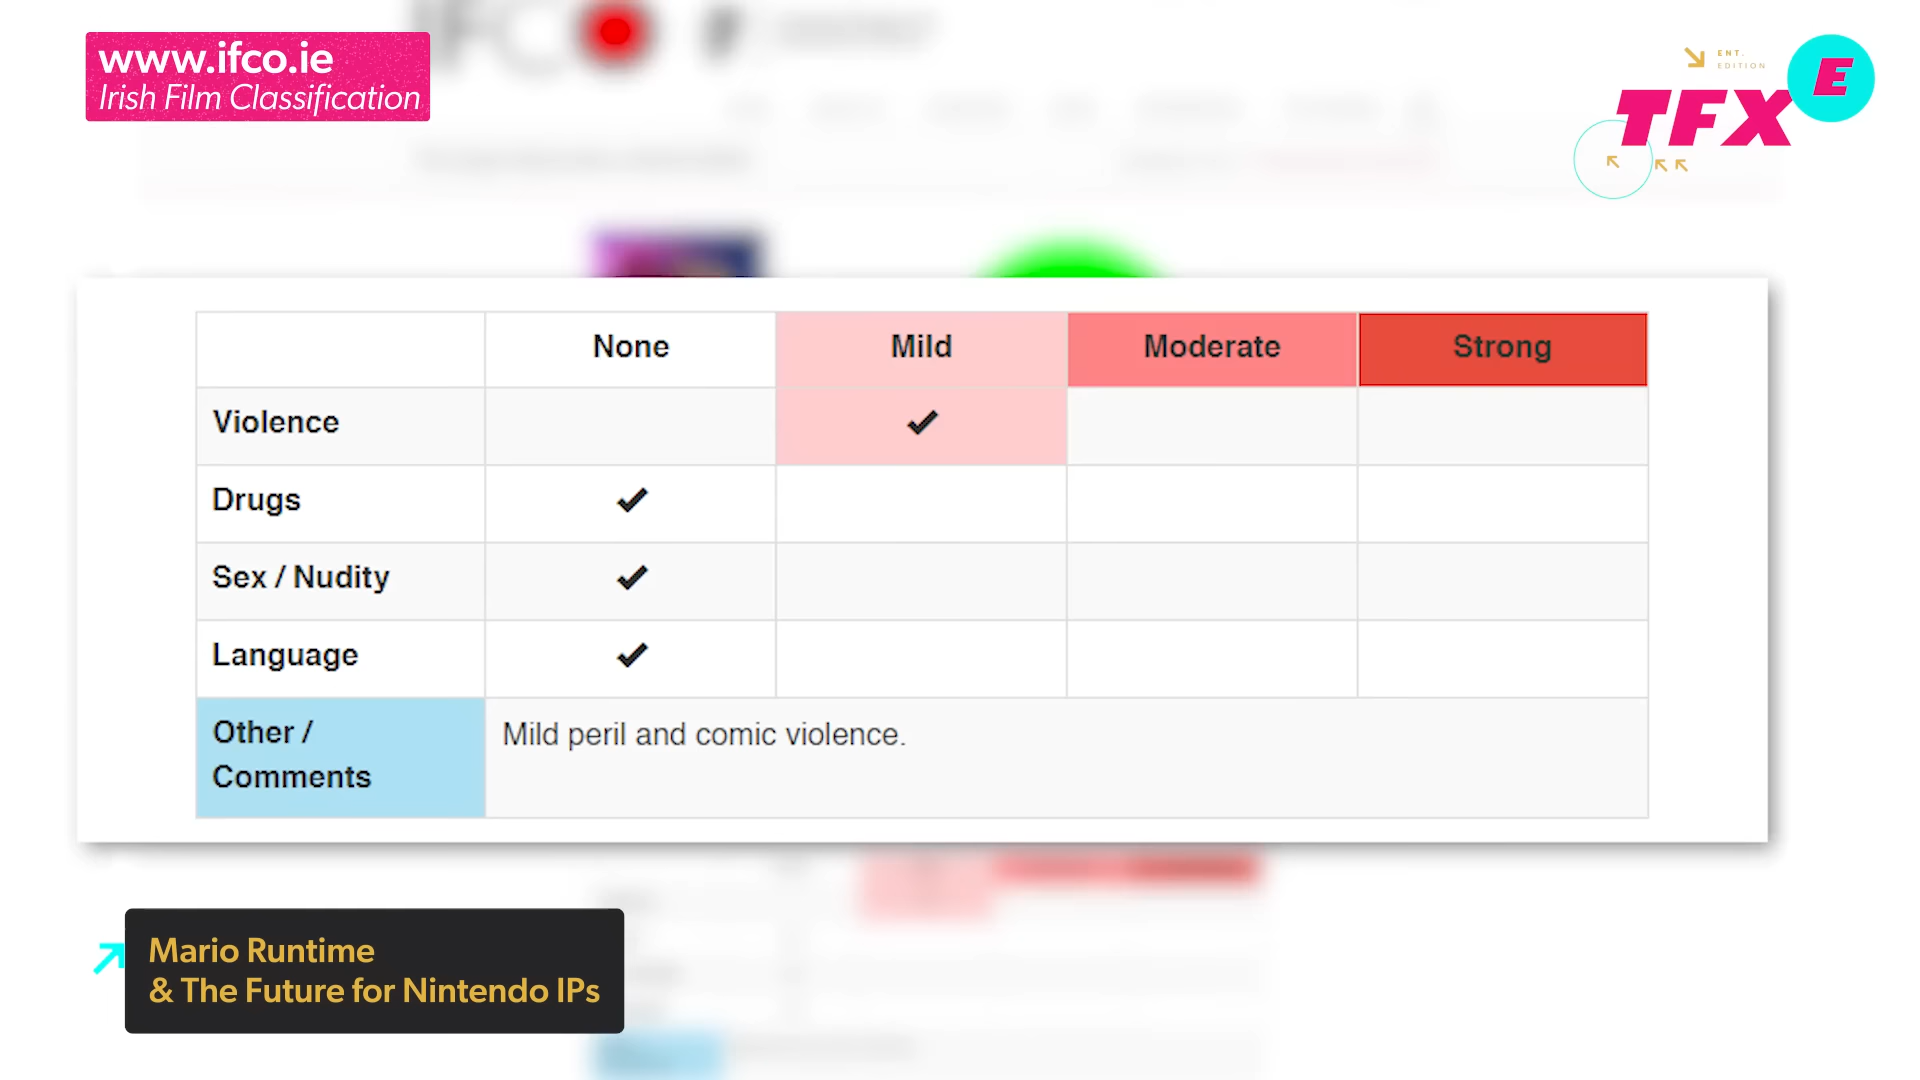 www.ifco.ie
Irish Film Classification
ENT.
EDITION
TFX
E
None Mild Moderate Strong
Violence ✔
Drugs ✔
Sex / Nudity ✔
Language ✔
Other /
Comments
Mild peril and comic violence.
Mario Runtime
& The Future for Nintendo IPs